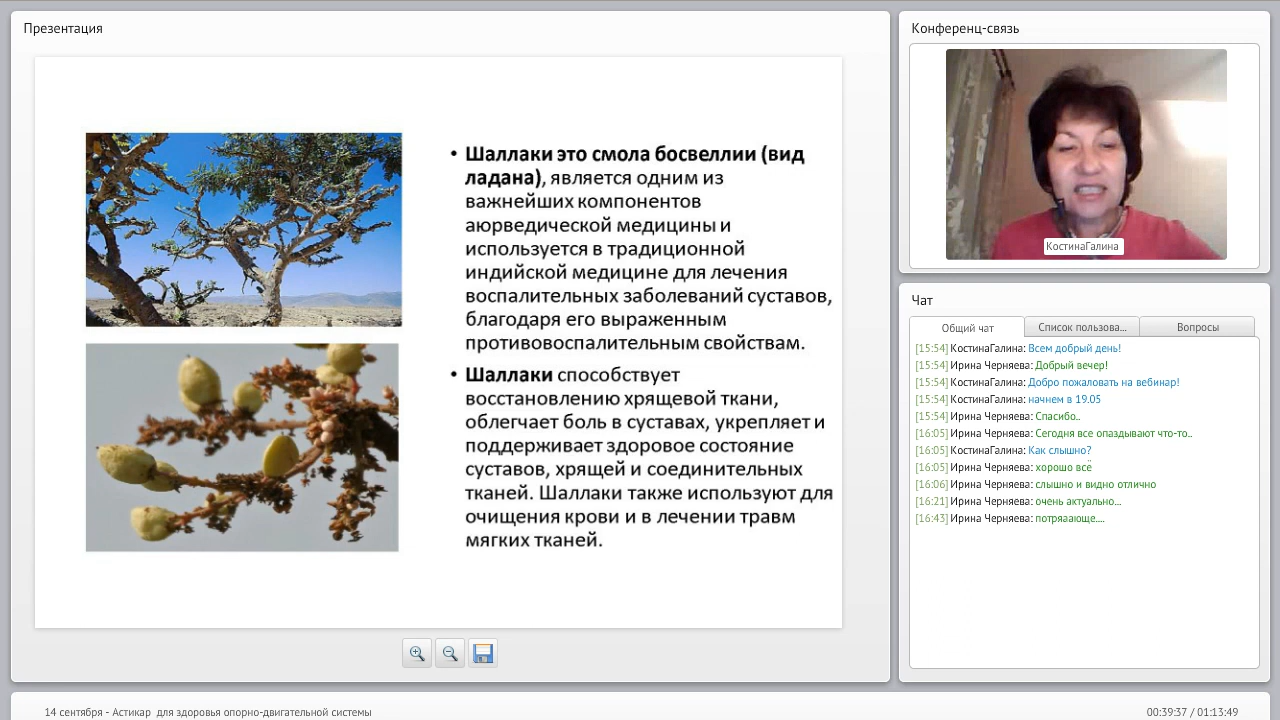 Презентация
• Шаллаки это смола босвеллии (вид
ладана), является одним из
важнейших компонентов
аюрведической медицины и
используется в традиционной
индийской медицине для лечения
воспалительных заболеваний суставов,
благодаря его выраженным
противовоспалительным свойствам.
• Шаллаки способствует
восстановлению хрящевой ткани,
облегчает боль в суставах, укрепляет и
поддерживает здоровое состояние
суставов, хрящей и соединительных
тканей. Шаллаки также используют для
очищения крови и в лечении травм
мягких тканей.
Конференц-связь
КостинаГалина
Чат
Общий чат
Список пользова...
Вопросы
[15:54] КостинаГалина: Всем добрый день!
[15:54] Ирина Черняева: Добрый вечер!
[15:54] КостинаГалина: Добро пожаловать на вебинар!
[15:54] КостинаГалина: начнем в 19.05
[15:54] Ирина Черняева: Спасибо..
[16:05] Ирина Черняева: Сегодня все опаздывают что-то..
[16:05] КостинаГалина: Как слышно?
[16:05] Ирина Черняева: хорошо всё
[16:06] Ирина Черняева: слышно и видно отлично
[16:21] Ирина Черняева: очень актуально...
[16:43] Ирина Черняева: потряаающе....
14 сентября - Астикар для здоровья опорно-двигательной системы
00:39:37 / 01:13:49